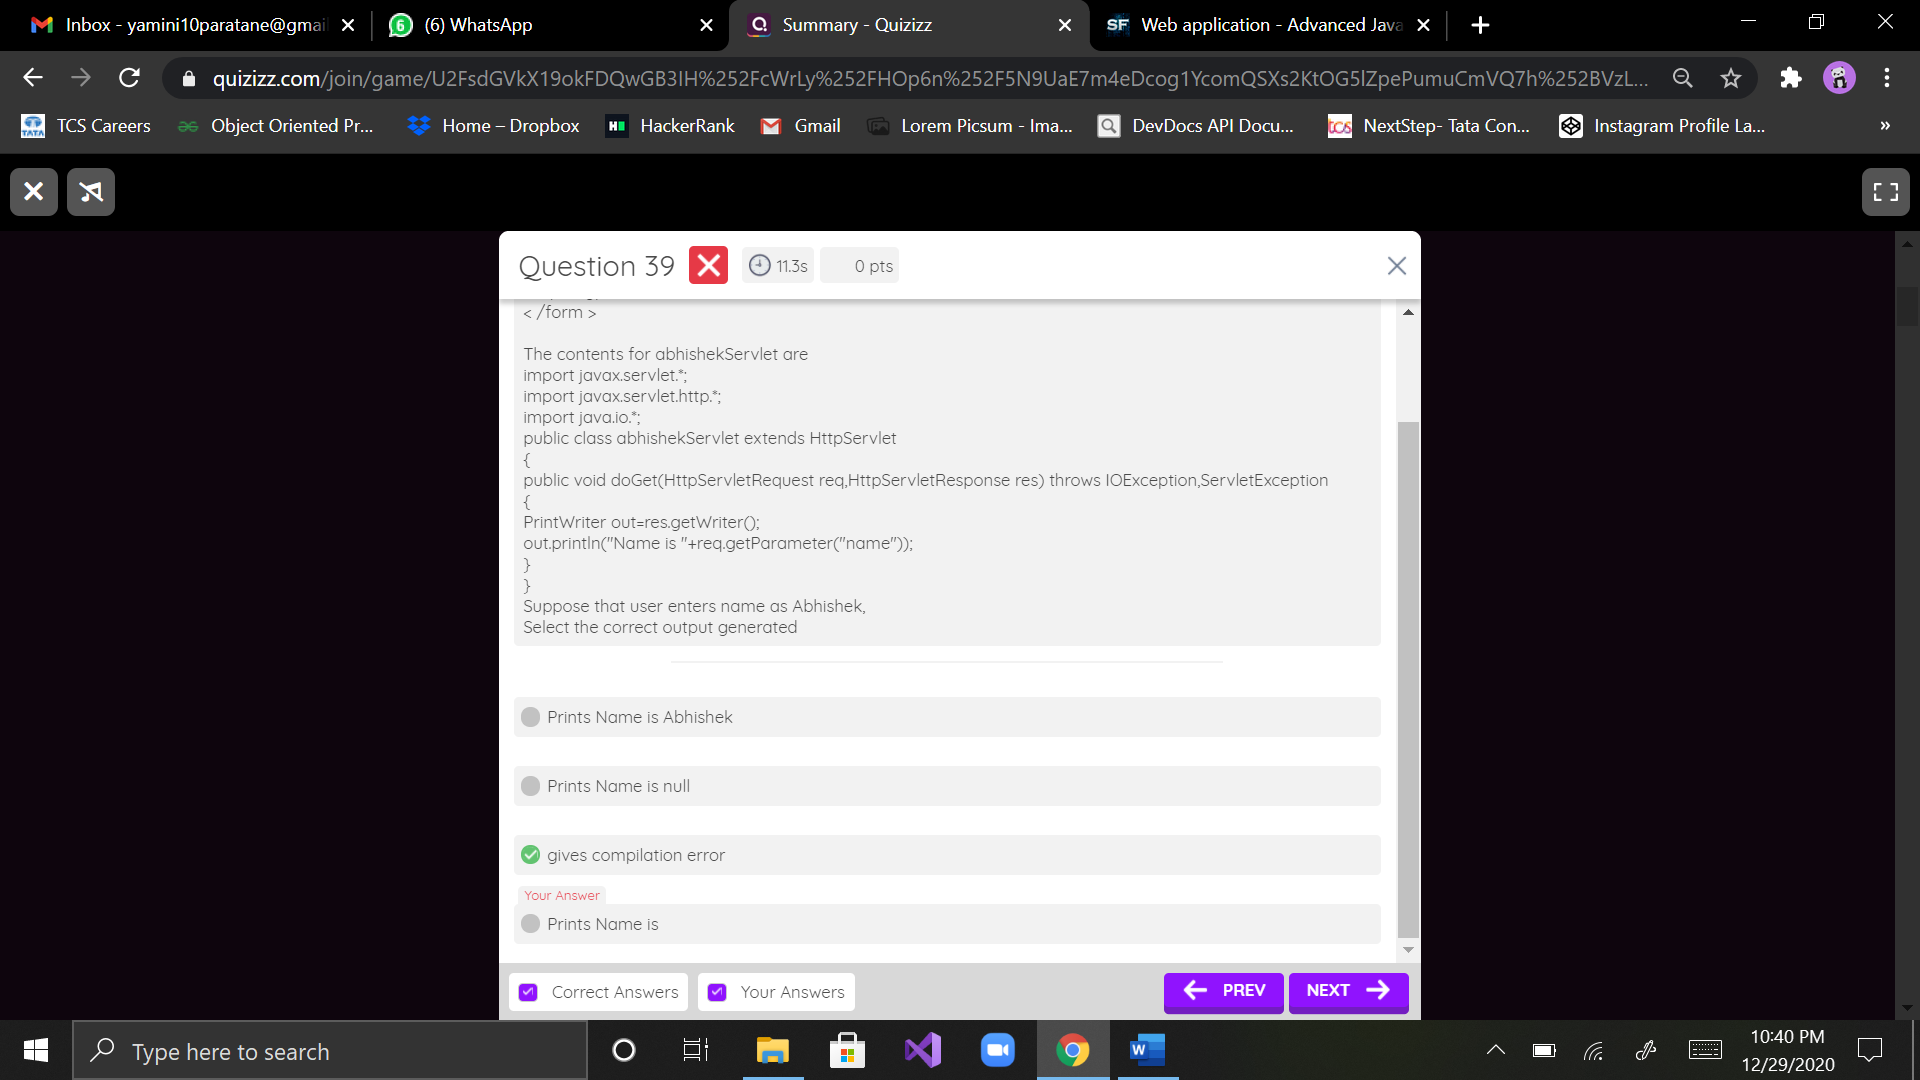 Inbox - yamini10paratane@gmai
(6) WhatsApp
Summary - Quizizz
SF Web application - Advanced Java
quizizz.com/join/game/U2FsdGVkX19okFDQwGB3IH%252FcWrLy%252FHOp6n%252F5N9UaE7m4eDcog1YcomQSXs2KtOG5lZpePumuCmVQ7h%252BVzL...
TCS Careers
Object Oriented Pr...
Home – Dropbox
HackerRank
Gmail
Lorem Picsum - Ima...
DevDocs API Docu...
NextStep- Tata Con...
Instagram Profile La...
»
Question 39
11.3s
0 pts
< /form >
The contents for abhishekServlet are
import javax.servlet.*;
import javax.servlet.http.*;
import java.io.*;
public class abhishekServlet extends HttpServlet
{
public void doGet(HttpServletRequest req,HttpServletResponse res) throws IOException,ServletException
{
PrintWriter out=res.getWriter();
out.println("Name is "+req.getParameter("name"));
}
}
Suppose that user enters name as Abhishek,
Select the correct output generated
Prints Name is Abhishek
Prints Name is null
gives compilation error
Your Answer
Prints Name is
Correct Answers
Your Answers
PREV
NEXT
Type here to search
10:40 PM
12/29/2020